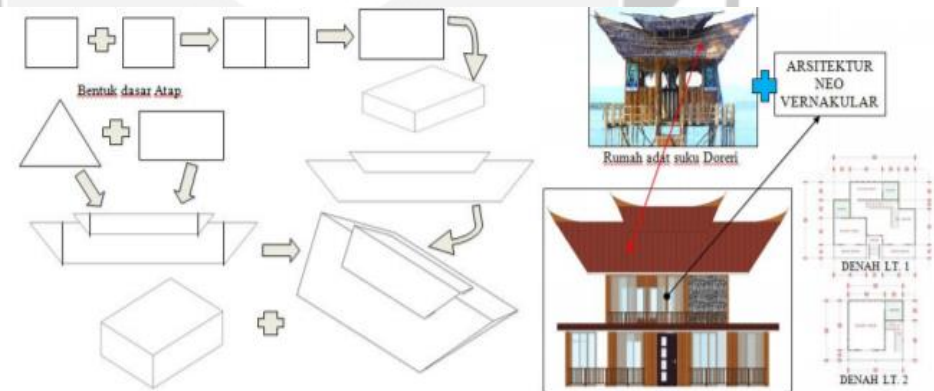 Bentuk dasar Atap
Rumah adat suku Doreri
ARSITEKTUR
NEO
VERNAKULAR
DENAH LT. 1
DENAH LT. 2